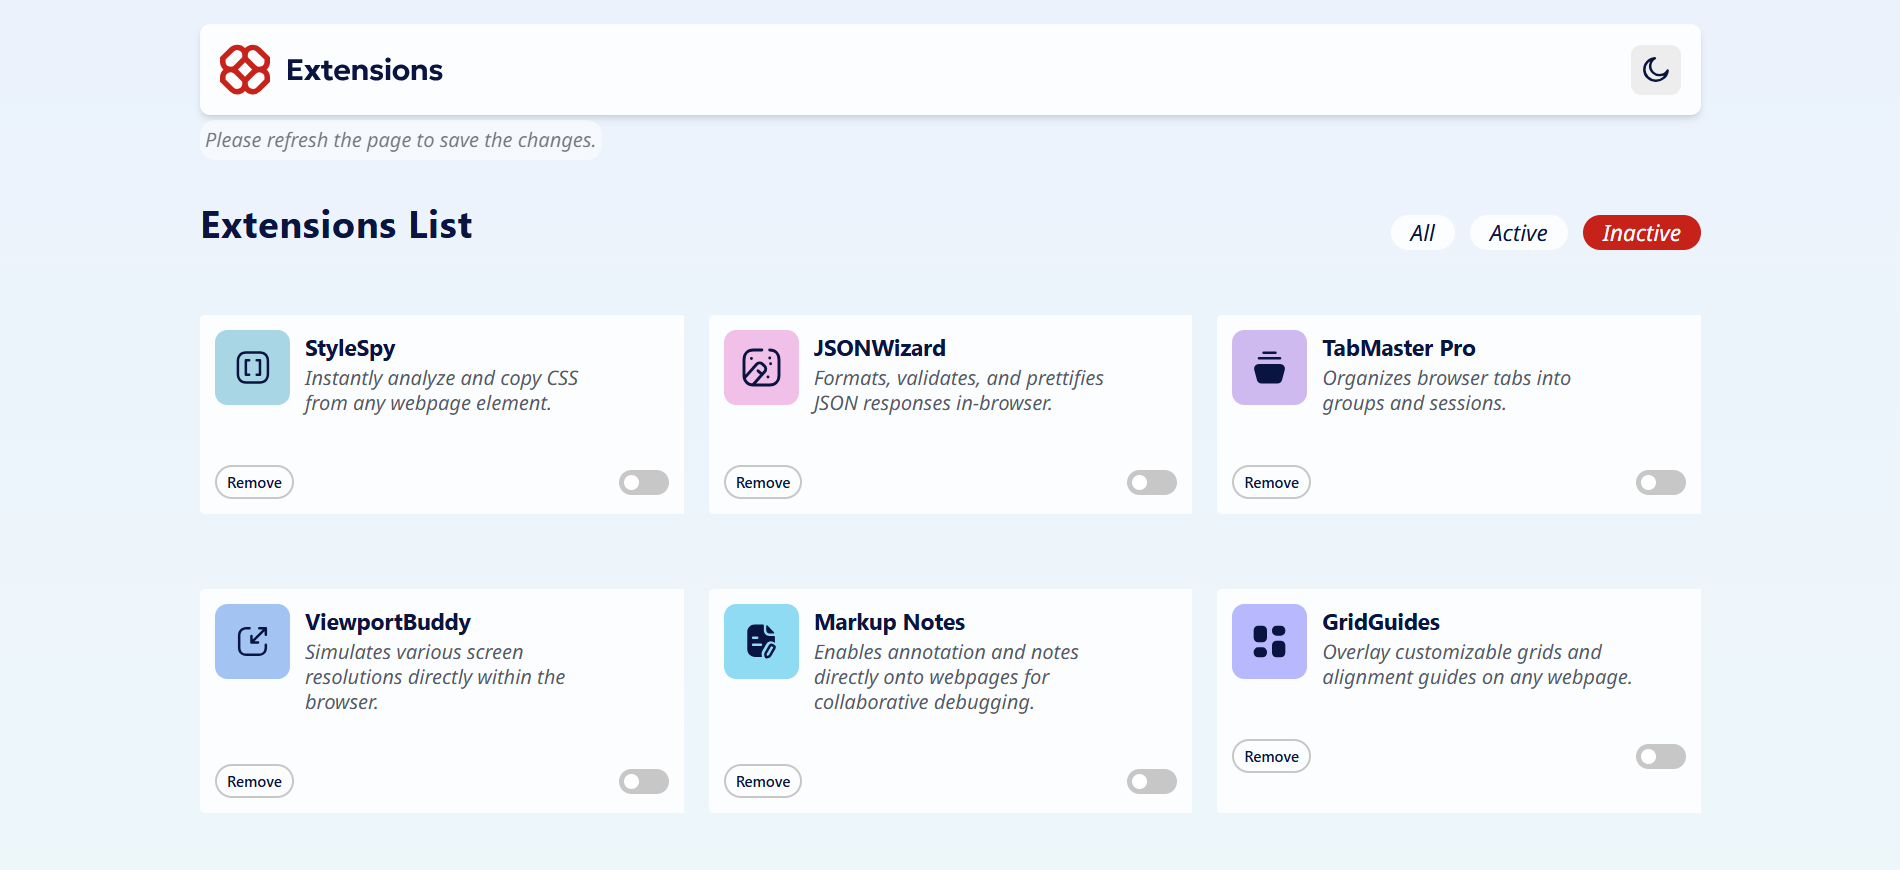 Extensions
Please refresh the page to save the changes.
Extensions List
All
Active
Inactive
StyleSpy
Instantly analyze and copy CSS
from any webpage element.
Remove
JSONWizard
Formats, validates, and prettifies
JSON responses in-browser.
Remove
TabMaster Pro
Organizes browser tabs into
groups and sessions.
Remove
ViewportBuddy
Simulates various screen
resolutions directly within the
browser.
Remove
Markup Notes
Enables annotation and notes
directly onto webpages for
collaborative debugging.
Remove
GridGuides
Overlay customizable grids and
alignment guides on any webpage.
Remove